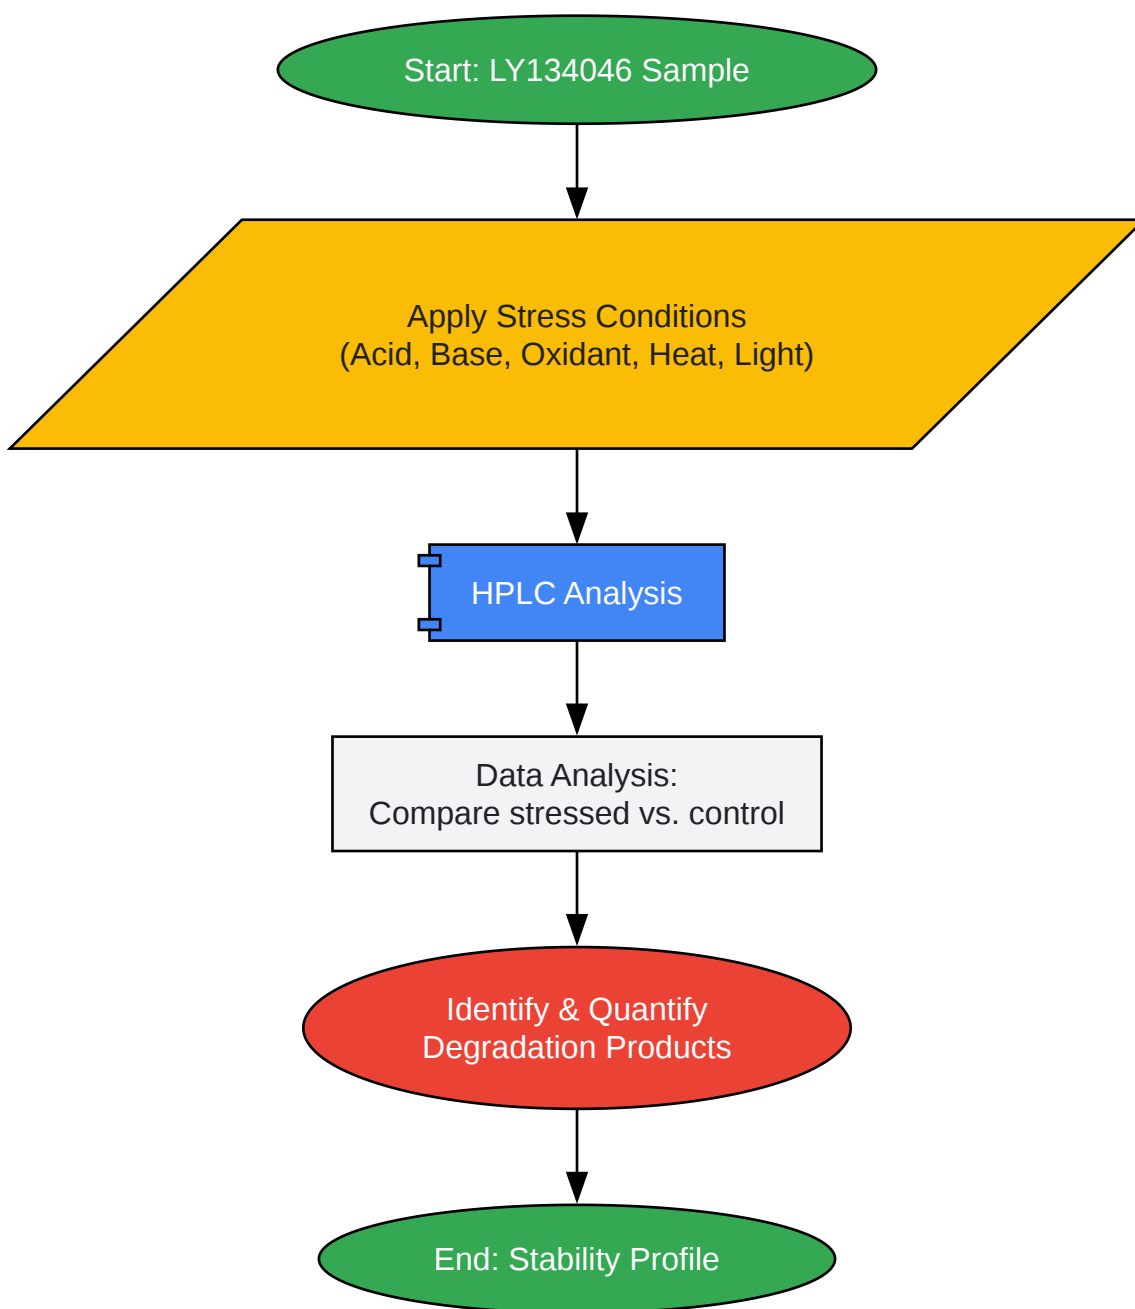 Start: LY134046 Sample
Apply Stress Conditions
(Acid, Base, Oxidant, Heat, Light)
HPLC Analysis
Data Analysis:
Compare stressed vs. control
Identify & Quantify
Degradation Products
End: Stability Profile